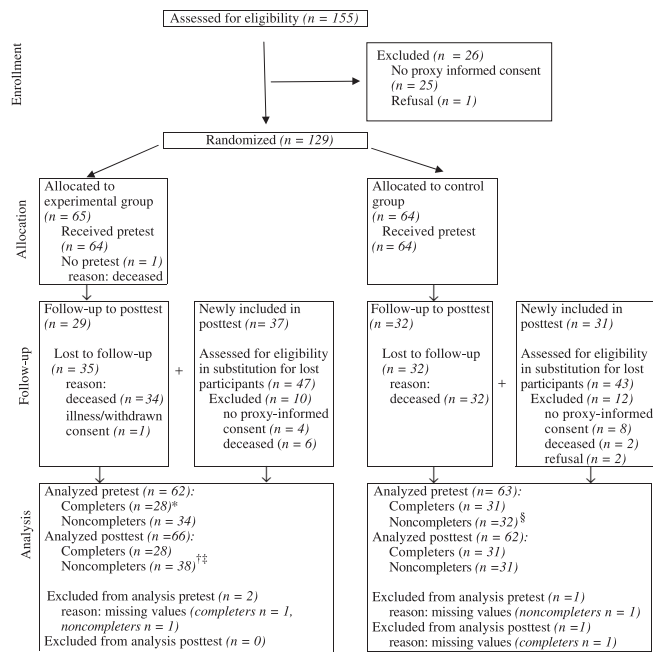 Assessed for eligibility (n = 155)
Enrollment
Excluded (n = 26)
No proxy informed consent
(n = 25)
Refusal (n = 1)
Randomized (n = 129)
Allocation
Allocated to
experimental group
(n = 65)
Received pretest
(n = 64)
No pretest (n = 1)
reason: deceased
Allocated to control
group
(n = 64)
Received pretest
(n = 64)
Follow-up
Follow-up to posttest
(n = 29)
Lost to follow-up
(n = 35)
reason:
deceased (n = 34)
illness/withdrawn
consent (n =1)
+
Newly included in
posttest (n= 37)
Assessed for eligibility
in substitution for lost
participants (n = 47)
Excluded (n = 10)
no proxy-informed
consent (n = 4)
deceased (n = 6)
Follow-up to posttest
(n =32)
Lost to follow-up
(n = 32)
reason:
deceased (n = 32)
+
Newly included in
posttest (n = 31)
Assessed for eligibility
in substitution for lost
participants (n = 43)
Excluded (n = 12)
no proxy-informed
consent (n = 8)
deceased (n = 2)
refusal (n = 2)
Analysis
Analyzed pretest (n = 62):
Completers (n =28)*
Noncompleters (n = 34)
Analyzed posttest (n =66):
Completers (n =28)
Noncompleters (n = 38)†‡
Excluded from analysis pretest (n = 2)
reason: missing values (completers n = 1,
noncompleters n = 1)
Excluded from analysis posttest (n = 0)
Analyzed pretest (n = 63):
Completers (n = 31)
Noncompleters (n =32)§
Analyzed posttest (n = 62):
Completers (n = 31)
Noncompleters (n =31)
Excluded from analysis pretest (n =1)
reason: missing values (noncompleters n = 1)
Excluded from analysis posttest (n =1)
reason: missing values (completers n = 1)